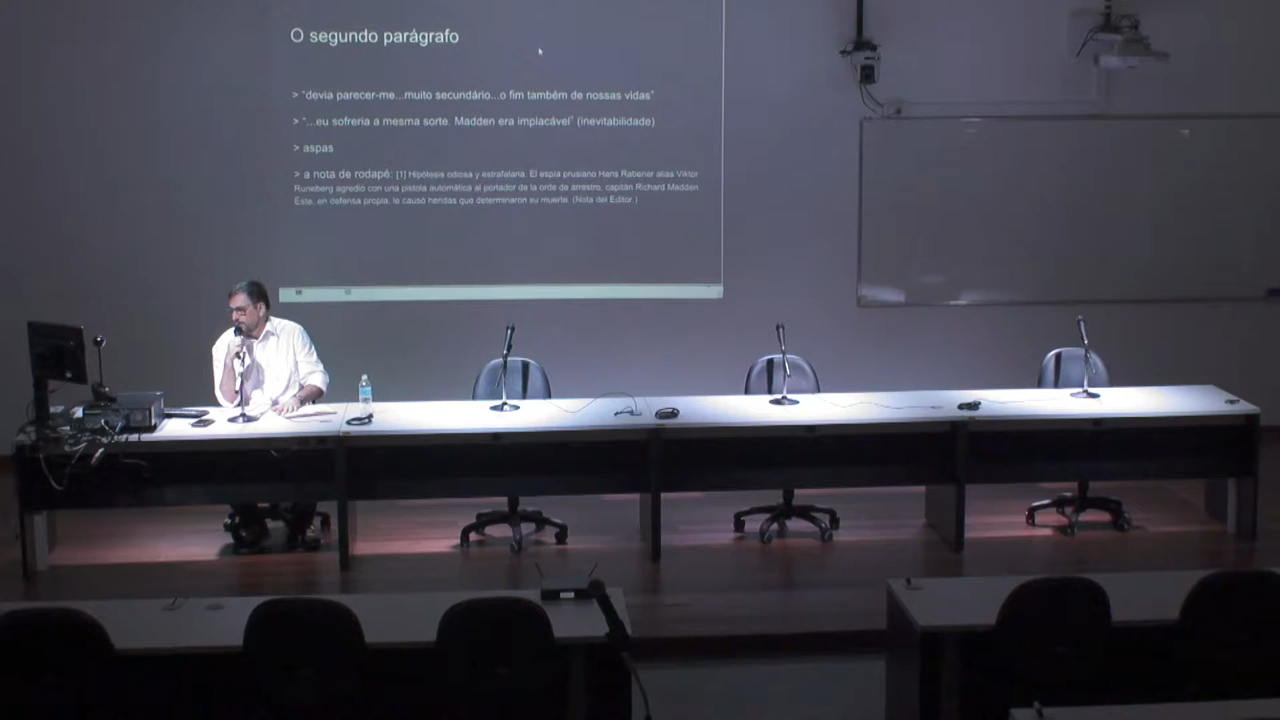 O segundo parágrafo
> "devia parecer-me...muito secundário...o fim também de nossas vidas"
> "...eu sofreria a mesma sorte. Madden era implacável" (inevitabilidade)
> aspas
> a nota de rodapé: [1] Hipótesis odiosa y estrafalaria. El espía prusiano Hans Rabener alias Viktor
Runeberg agredió con una pistola automática al portador de la orde de arrestro, capitán Richard Madden.
Éste, en defensa propia, le causó heridas que determinaron su muerte. (Nota del Editor.)